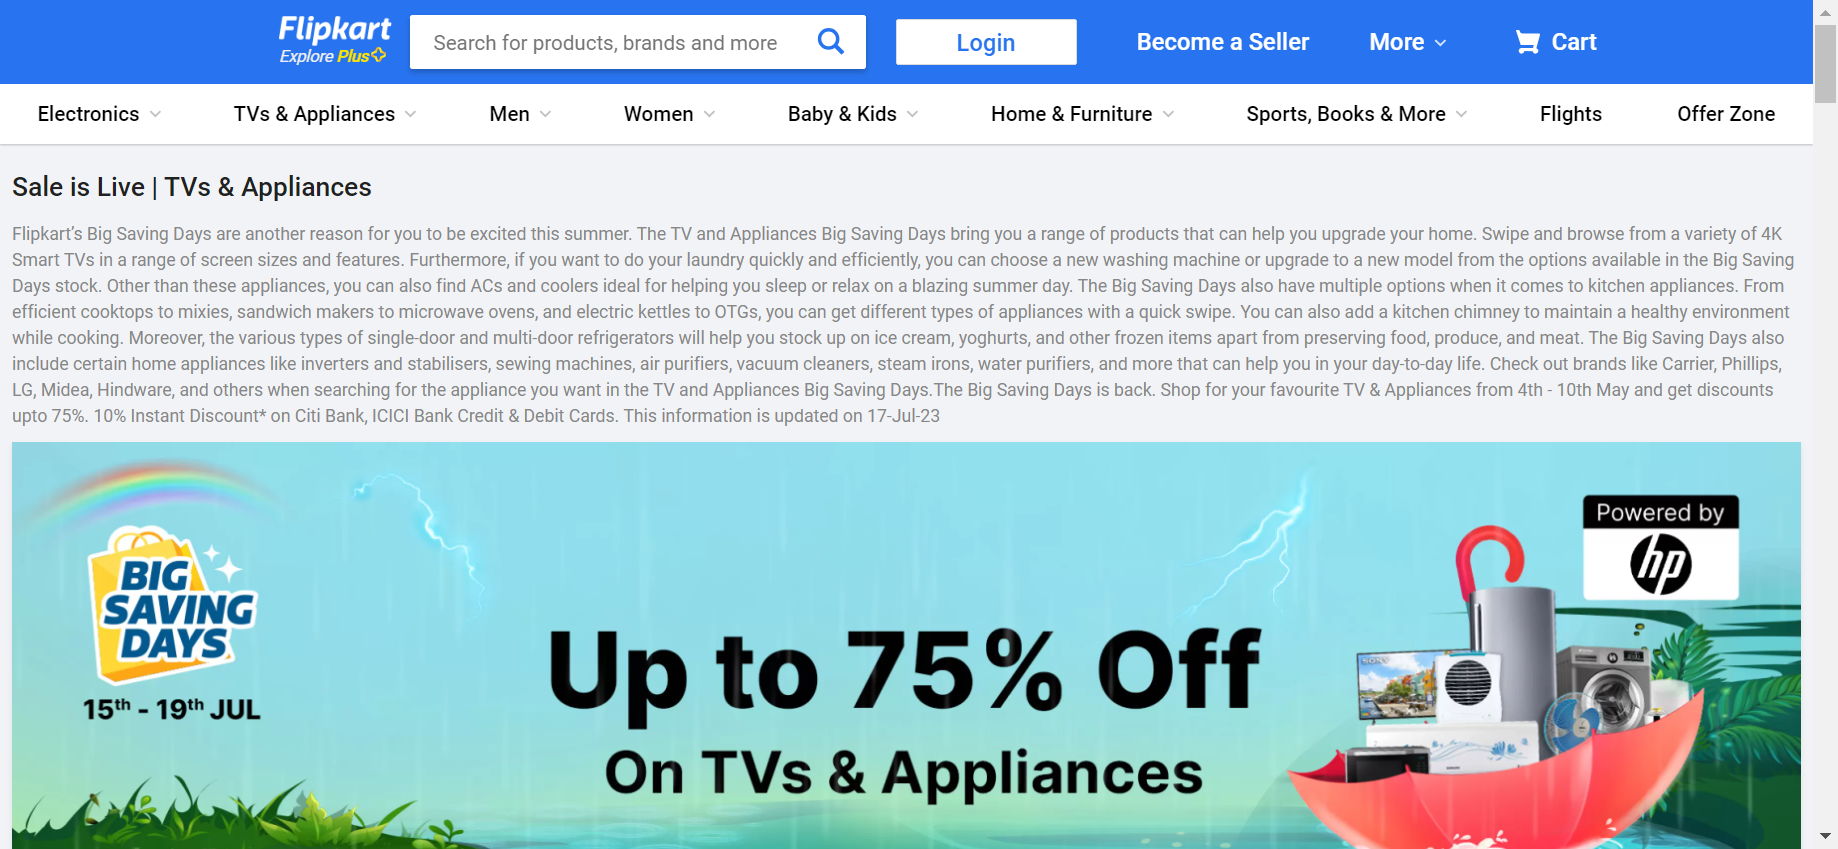 Flipkart
Explore Plus
Search for products, brands and more
Login
Become a Seller
More
Cart
Electronics
TVs & Appliances
Men
Women
Baby & Kids
Home & Furniture
Sports, Books & More
Flights
Offer Zone
Sale is Live | TVs & Appliances
Flipkart’s Big Saving Days are another reason for you to be excited this summer. The TV and Appliances Big Saving Days bring you a range of products that can help you upgrade your home. Swipe and browse from a variety of 4K
Smart TVs in a range of screen sizes and features. Furthermore, if you want to do your laundry quickly and efficiently, you can choose a new washing machine or upgrade to a new model from the options available in the Big Saving
Days stock. Other than these appliances, you can also find ACs and coolers ideal for helping you sleep or relax on a blazing summer day. The Big Saving Days also have multiple options when it comes to kitchen appliances. From
efficient cooktops to mixies, sandwich makers to microwave ovens, and electric kettles to OTGs, you can get different types of appliances with a quick swipe. You can also add a kitchen chimney to maintain a healthy environment
while cooking. Moreover, the various types of single-door and multi-door refrigerators will help you stock up on ice cream, yoghurts, and other frozen items apart from preserving food, produce, and meat. The Big Saving Days also
include certain home appliances like inverters and stabilisers, sewing machines, air purifiers, vacuum cleaners, steam irons, water purifiers, and more that can help you in your day-to-day life. Check out brands like Carrier, Phillips,
LG, Midea, Hindware, and others when searching for the appliance you want in the TV and Appliances Big Saving Days.The Big Saving Days is back. Shop for your favourite TV & Appliances from 4th - 10th May and get discounts
upto 75%. 10% Instant Discount* on Citi Bank, ICICI Bank Credit & Debit Cards. This information is updated on 17-Jul-23
BIG
SAVING
DAYS
15th - 19th JUL
Up to 75% Off
On TVs & Appliances
Powered by
hp
SONY